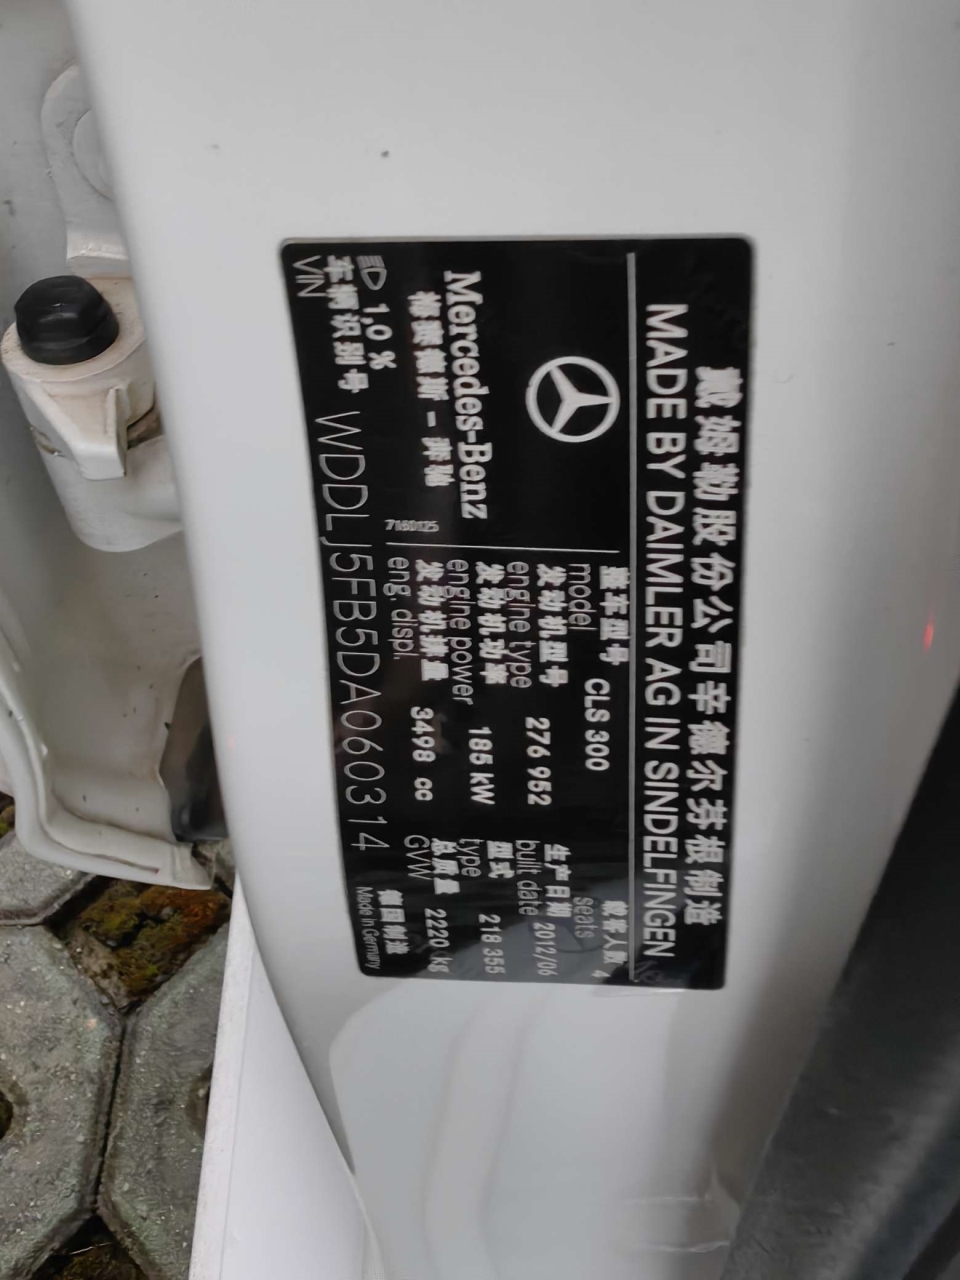 戴姆勒股份公司辛德尔芬根制造
MADE BY DAIMLER AG IN SINDELFINGEN
Mercedes-Benz
梅赛德斯－奔驰
7160125
整车型号 CLS 300
model
载客人数 4
seats
发动机型号 276 952
engine type
生产日期 2012/06
built date
发动机功率 185 kW
engine power
型式 218 355
type
发动机排量 3498 cc
eng. displ.
总质量 2220 kg
GVW
1,0 %
车辆识别号 WDDLJ5FB5DA060314
VIN
德国制造
Made in Germany